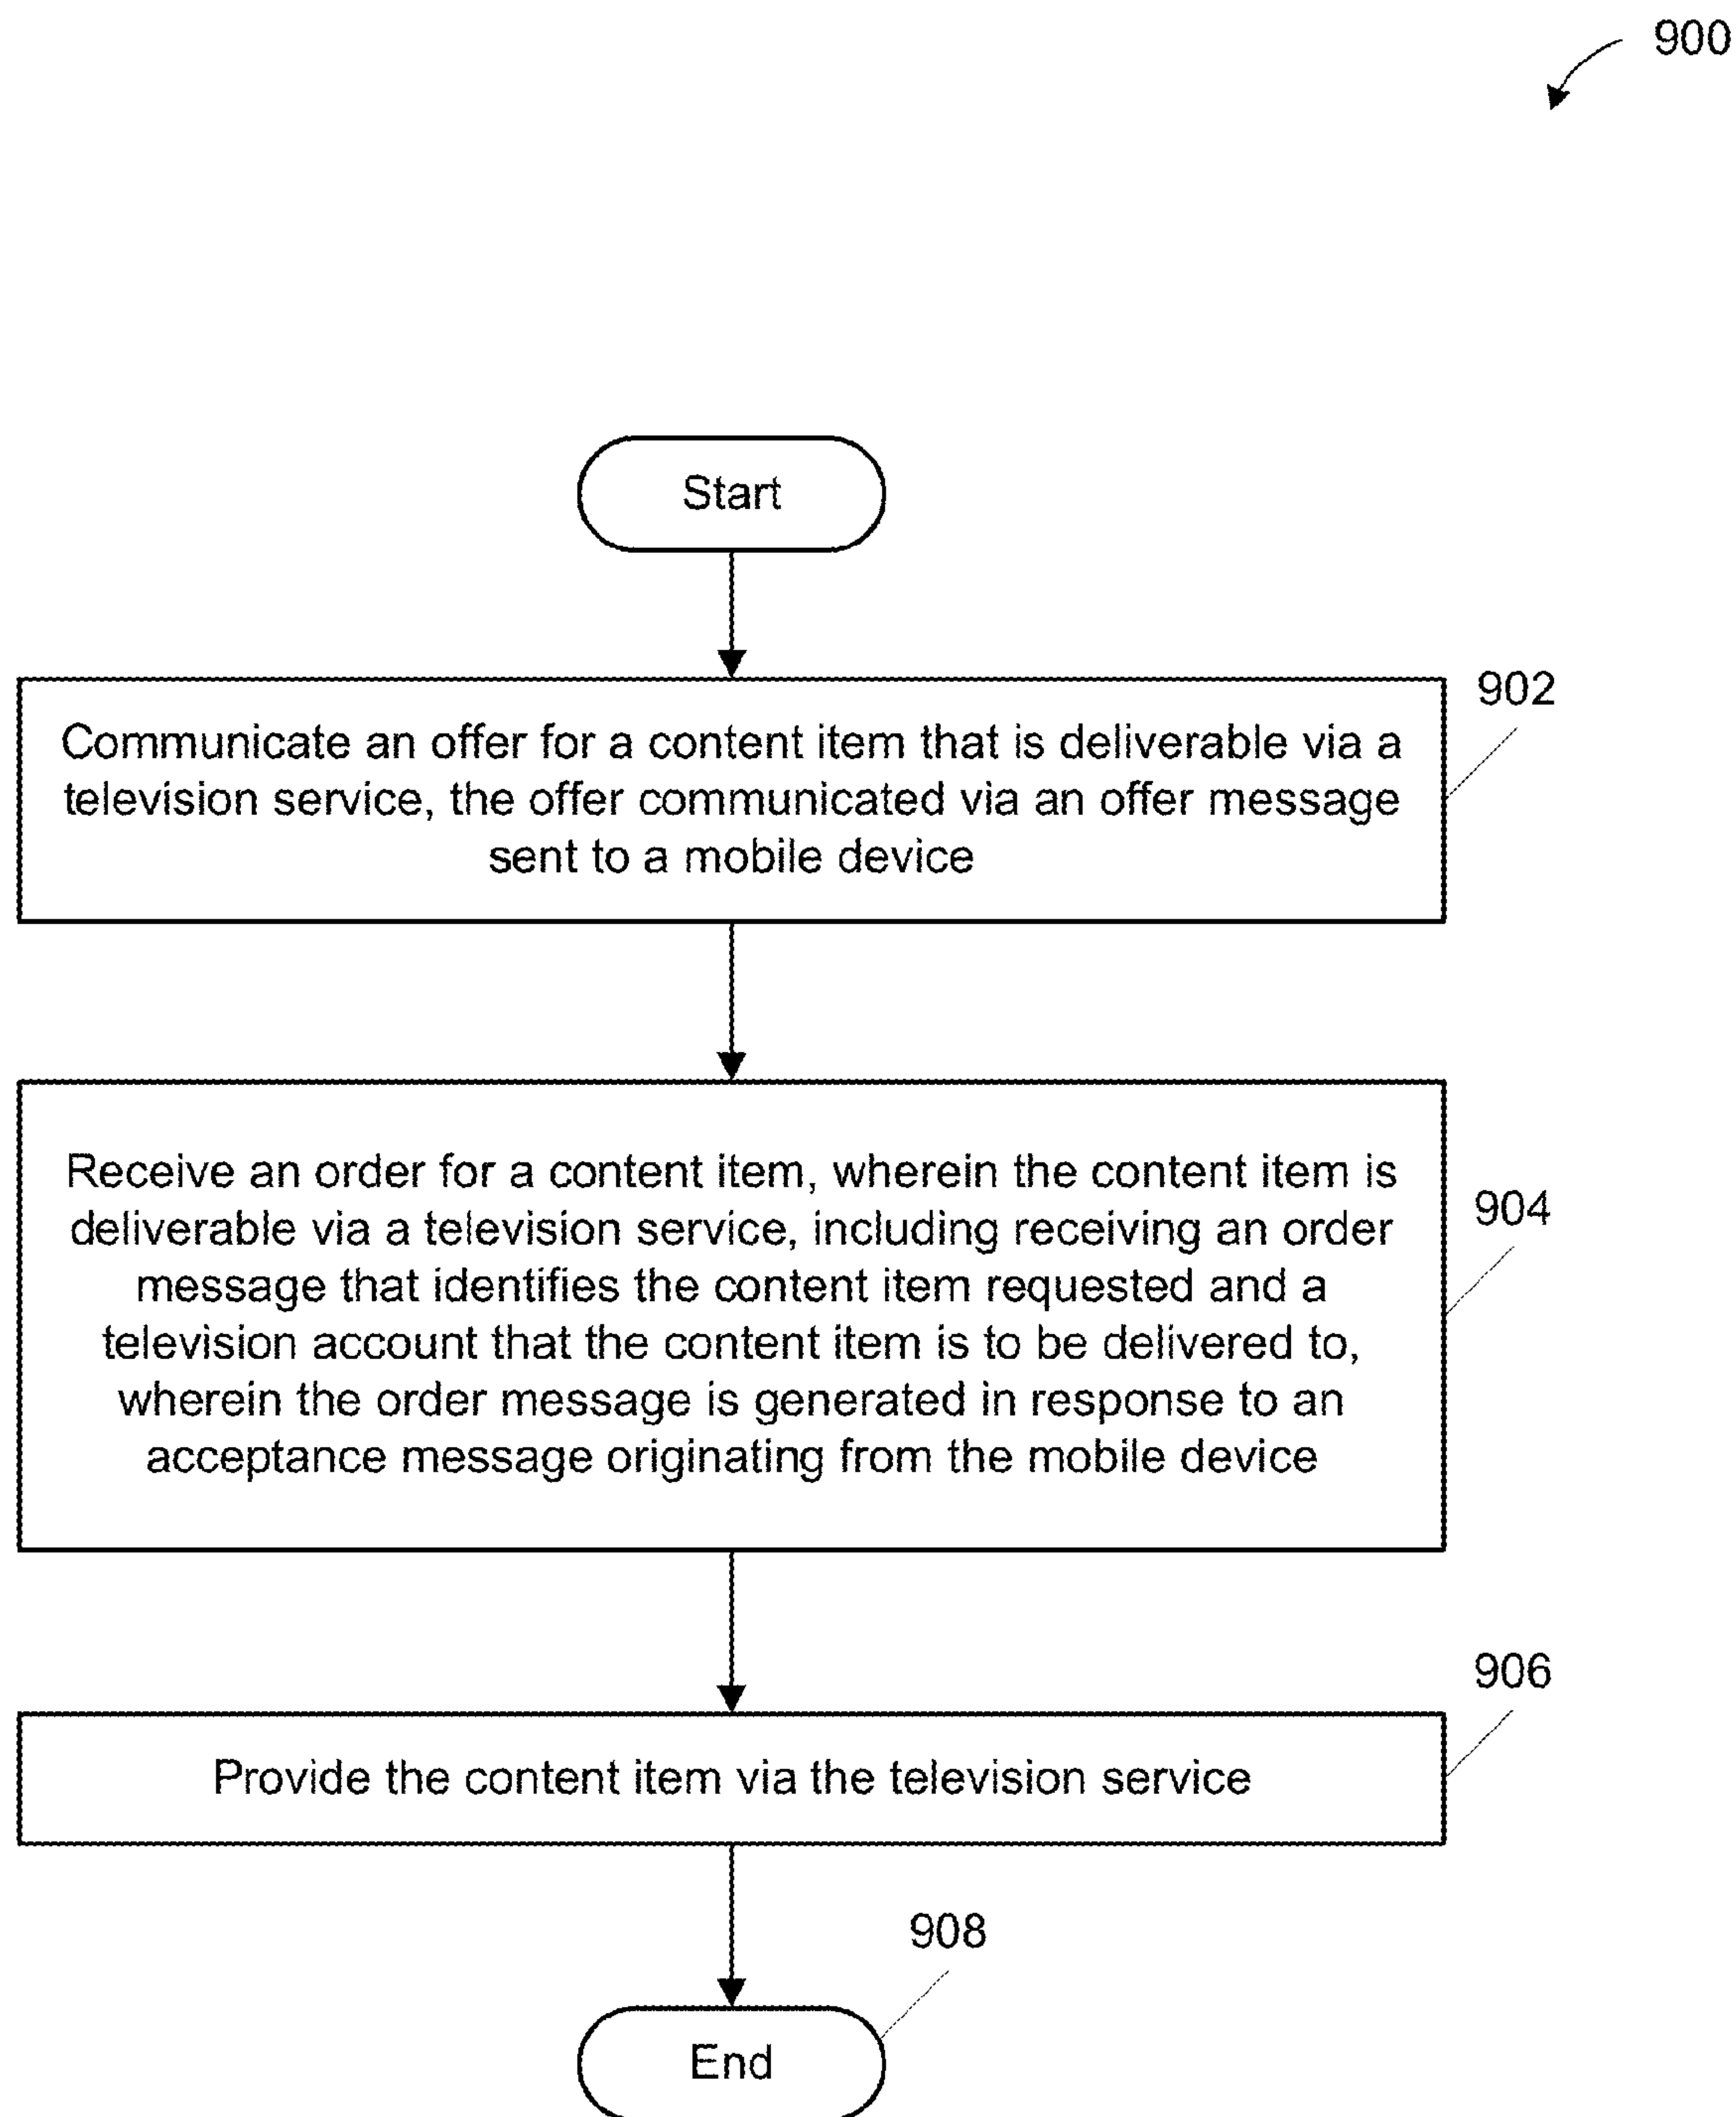 900
Start
902
Communicate an offer for a content item that is deliverable via a
television service, the offer communicated via an offer message
sent to a mobile device
904
Receive an order for a content item, wherein the content item is
deliverable via a television service, including receiving an order
message that identifies the content item requested and a
television account that the content item is to be delivered to,
wherein the order message is generated in response to an
acceptance message originating from the mobile device
906
Provide the content item via the television service
908
End